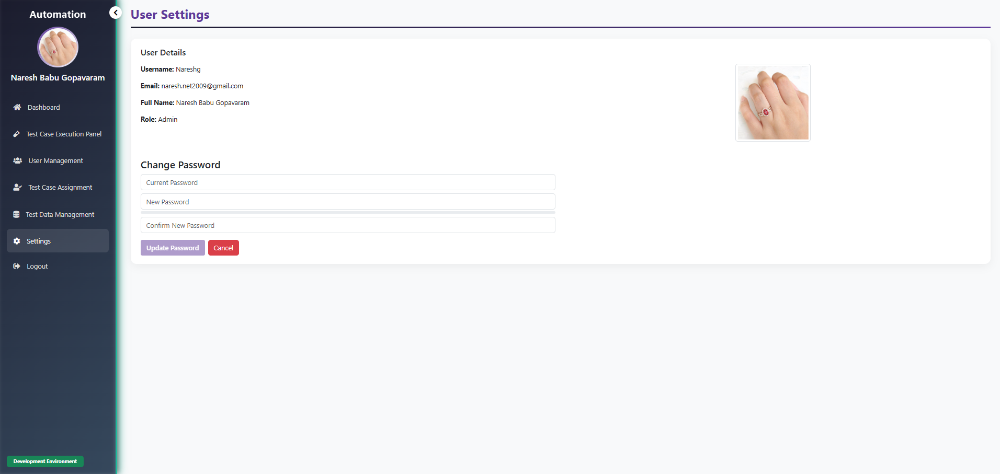 Automation
Naresh Babu Gopavaram
Dashboard
Test Case Execution Panel
User Management
Test Case Assignment
Test Data Management
Settings
Logout
Development Environment
User Settings
User Details
Username: Nareshg
Email: naresh.net2009@gmail.com
Full Name: Naresh Babu Gopavaram
Role: Admin
Change Password
Current Password
New Password
Confirm New Password
Update Password Cancel